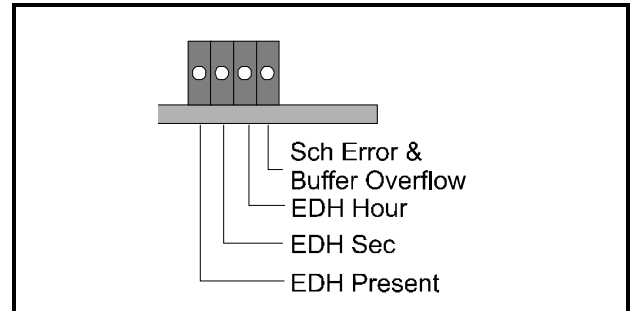 Sch Error &
Buffer Overflow
EDH Hour
EDH Sec
EDH Present